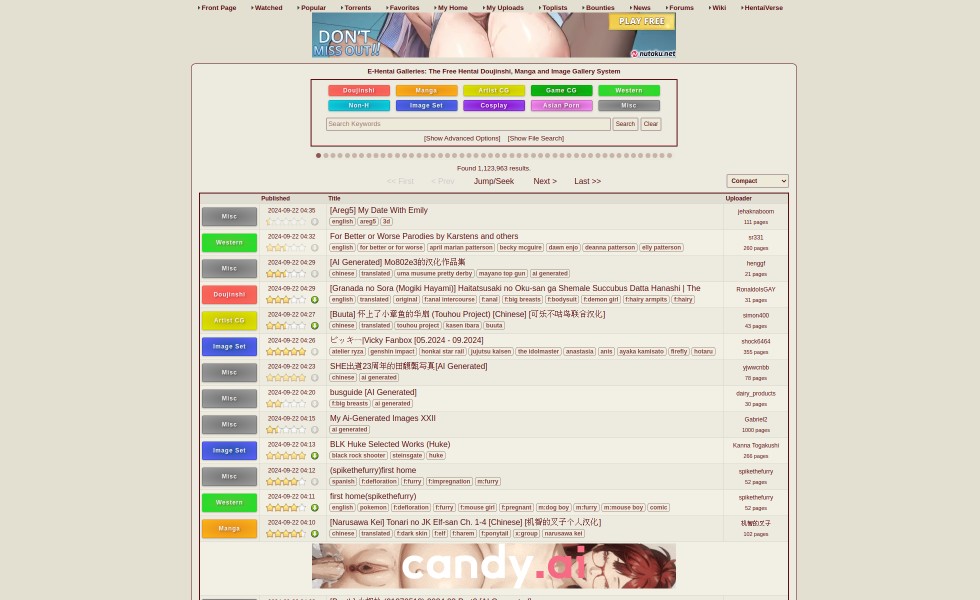 Front Page Watched Popular Torrents Favorites My Home My Uploads Toplists Bounties News Forums Wiki HentaiVerse
PLAY FREE
DON'T
MISS OUT!!
nutaku.net
E-Hentai Galleries: The Free Hentai Doujinshi, Manga and Image Gallery System
Doujinshi Manga Artist CG Game CG Western
Non-H Image Set Cosplay Asian Porn Misc
Search Keywords Search Clear
[Show Advanced Options] [Show File Search]
Found 1,123,963 results.
<< First < Prev Jump/Seek Next > Last >> Compact
Published Title Uploader
Misc 2024-09-22 04:35 [Areg5] My Date With Emily jehaknaboom
english areg5 3d 111 pages
Western 2024-09-22 04:32 For Better or Worse Parodies by Karstens and others sr331
english for better or for worse april marian patterson becky mcguire dawn enjo deanna patterson elly patterson 260 pages
Misc 2024-09-22 04:29 [AI Generated] Mo802e3的汉化作品集 henggf
chinese translated uma musume pretty derby mayano top gun ai generated 21 pages
Doujinshi 2024-09-22 04:29 [Granada no Sora (Mogiki Hayami)] Haitatsusaki no Oku-san ga Shemale Succubus Datta Hanashi | The RonaldoIsGAY
english translated original f:anal intercourse f:anal f:big breasts f:bodysuit f:demon girl f:hairy armpits f:hairy 31 pages
Artist CG 2024-09-22 04:27 [Buuta] 怀上了小章鱼的华扇 (Touhou Project) [Chinese] [可乐不咕鸟联合汉化] simon400
chinese translated touhou project kasen ibara buuta 43 pages
Image Set 2024-09-22 04:26 ビッキー|Vicky Fanbox [05.2024 - 09.2024] shock6464
atelier ryza genshin impact honkai star rail jujutsu kaisen the idolmaster anastasia anis ayaka kamisato firefly hotaru 355 pages
Misc 2024-09-22 04:23 SHE出道23周年的田馥甄写真[AI Generated] yjwwcnbb
chinese ai generated 78 pages
Misc 2024-09-22 04:20 busguide [AI Generated] dairy_products
f:big breasts ai generated 30 pages
Misc 2024-09-22 04:15 My Ai-Generated Images XXII Gabriel2
ai generated 1000 pages
Image Set 2024-09-22 04:13 BLK Huke Selected Works (Huke) Kanna Togakushi
black rock shooter steinsgate huke 266 pages
Misc 2024-09-22 04:12 (spikethefurry)first home spikethefurry
spanish f:defloration f:furry f:impregnation m:furry 52 pages
Western 2024-09-22 04:11 first home(spikethefurry) spikethefurry
english pokemon f:defloration f:furry f:mouse girl f:pregnant m:dog boy m:furry m:mouse boy comic 52 pages
Manga 2024-09-22 04:10 [Narusawa Kei] Tonari no JK Elf-san Ch. 1-4 [Chinese] [机智的叉子个人汉化] 机智的叉子
chinese translated f:dark skin f:elf f:harem f:ponytail x:group narusawa kei 102 pages
candy.ai